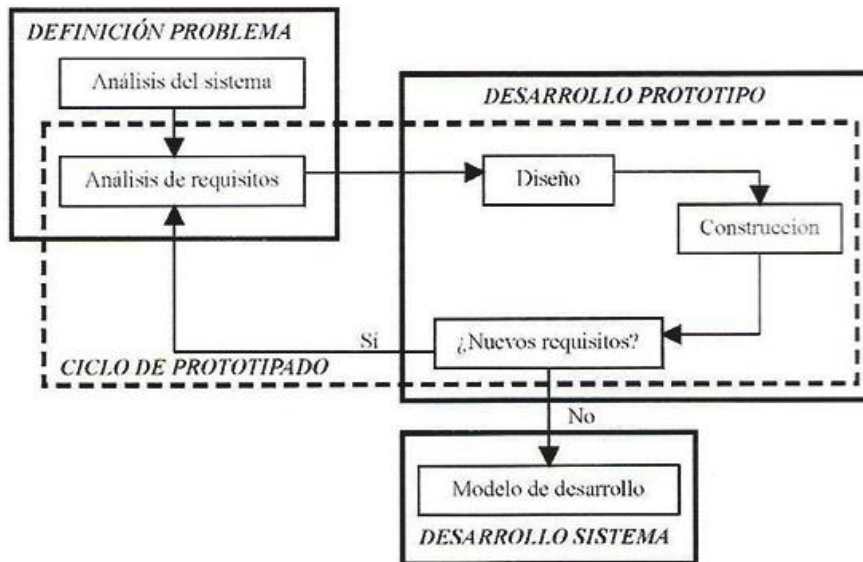 DEFINICIÓN PROBLEMA
Análisis del sistema
Análisis de requisitos
DESARROLLO PROTOTIPO
Diseño
Construccion
¿Nuevos requisitos?
Sí
CICLO DE PROTOTIPADO
No
Modelo de desarrollo
DESARROLLO SISTEMA